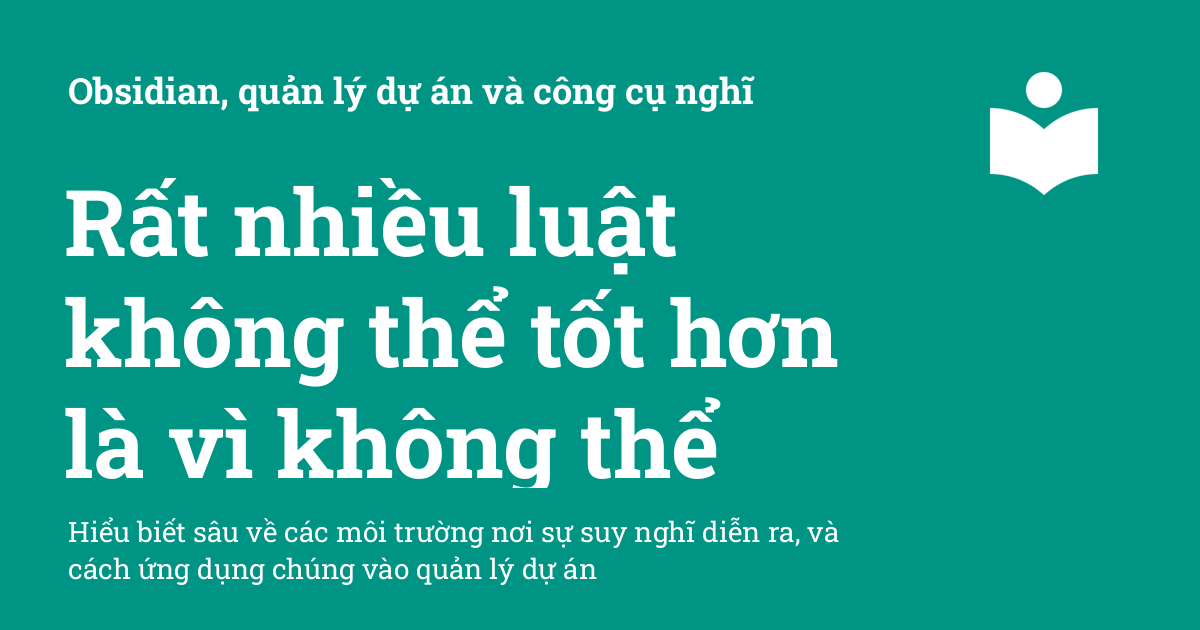 Obsidian, quản lý dự án và công cụ nghĩ
Rất nhiều luật
không thể tốt hơn
là vì không thể
Hiểu biết sâu về các môi trường nơi sự suy nghĩ diễn ra, và
cách ứng dụng chúng vào quản lý dự án